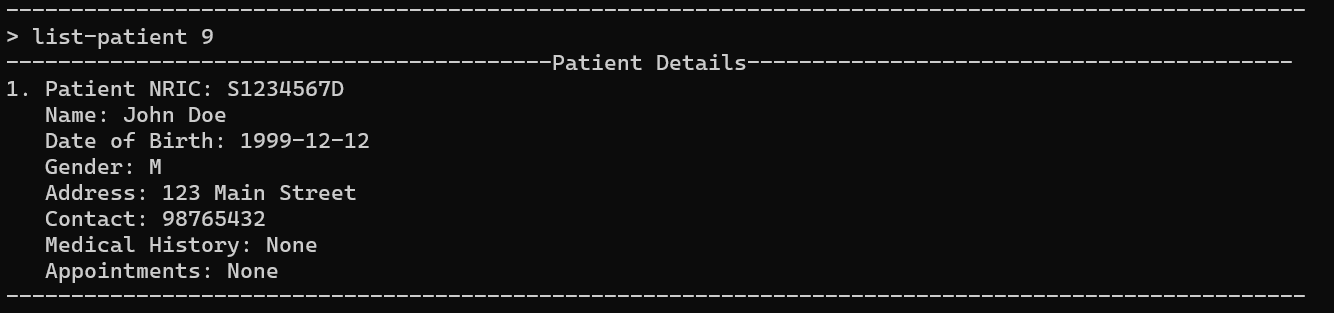 ----------------------------------------------------------------------------------------------------
> list-patient 9
------------------------------------------Patient Details------------------------------------------
1. Patient NRIC: S1234567D
   Name: John Doe
   Date of Birth: 1999-12-12
   Gender: M
   Address: 123 Main Street
   Contact: 98765432
   Medical History: None
   Appointments: None
----------------------------------------------------------------------------------------------------